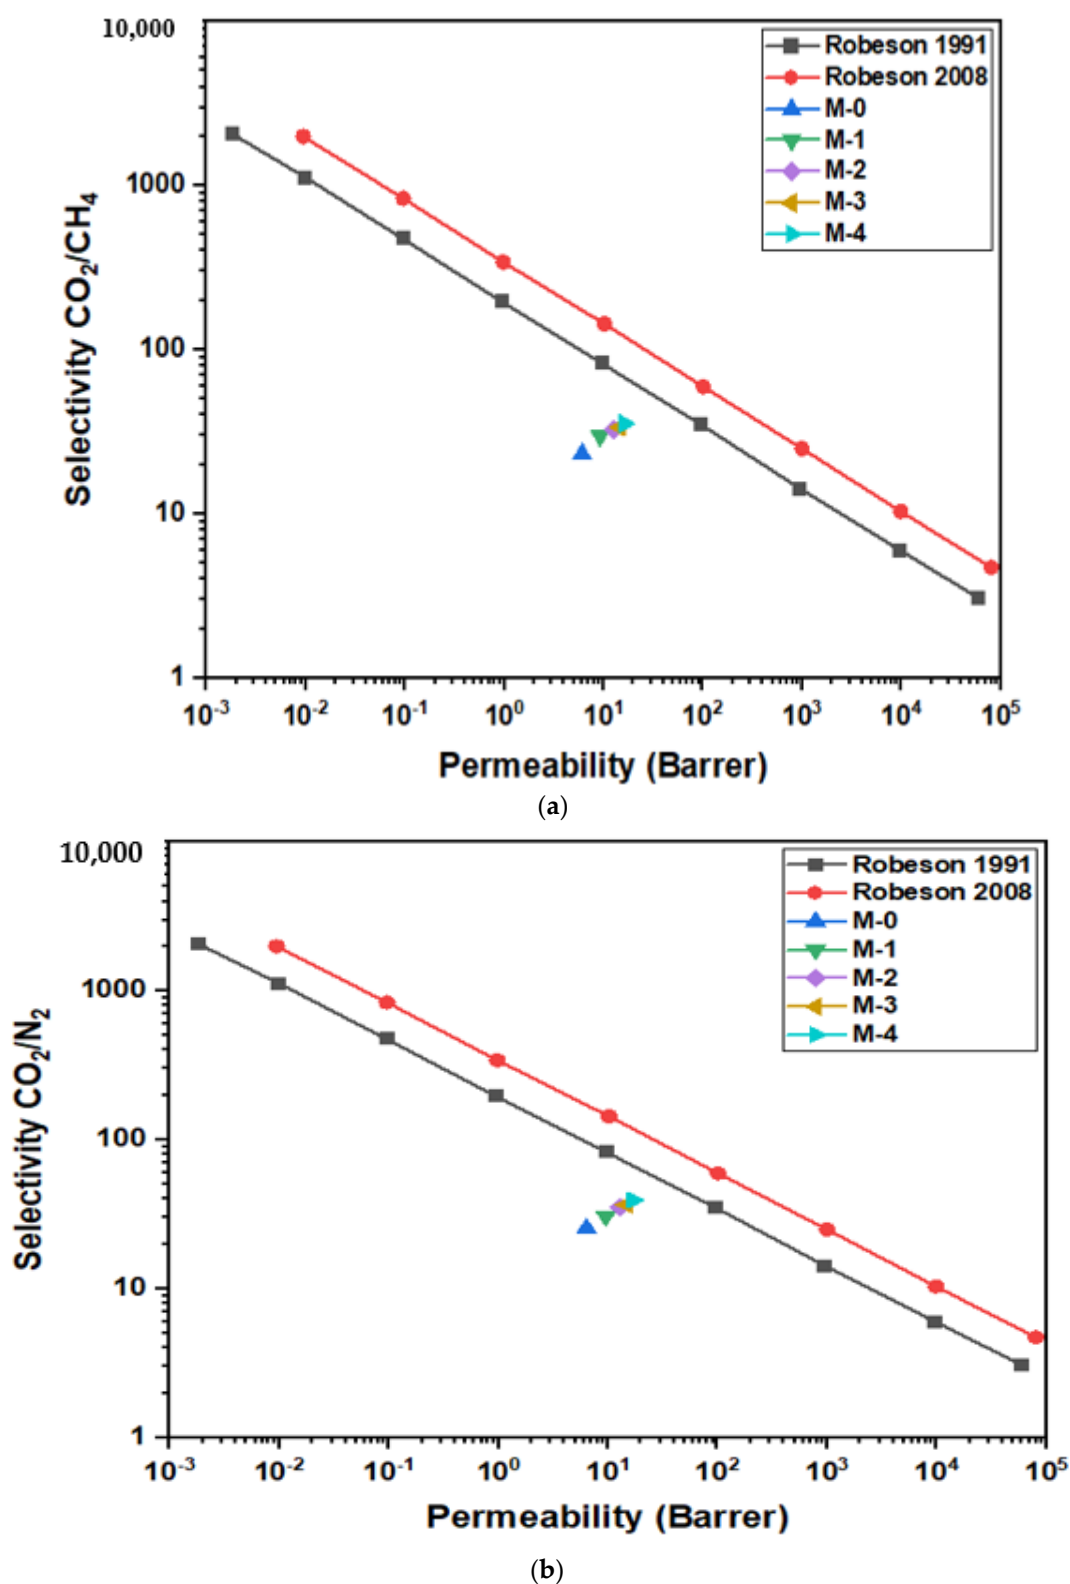 10,000
1000
100
10
1
Selectivity CO₂/CH₄
Robeson 1991
Robeson 2008
M-0
M-1
M-2
M-3
M-4
10⁻³ 10⁻² 10⁻¹ 10⁰ 10¹ 10² 10³ 10⁴ 10⁵
Permeability (Barrer)
(a)
10,000
1000
100
10
1
Selectivity CO₂/N₂
Robeson 1991
Robeson 2008
M-0
M-1
M-2
M-3
M-4
10⁻³ 10⁻² 10⁻¹ 10⁰ 10¹ 10² 10³ 10⁴ 10⁵
Permeability (Barrer)
(b)